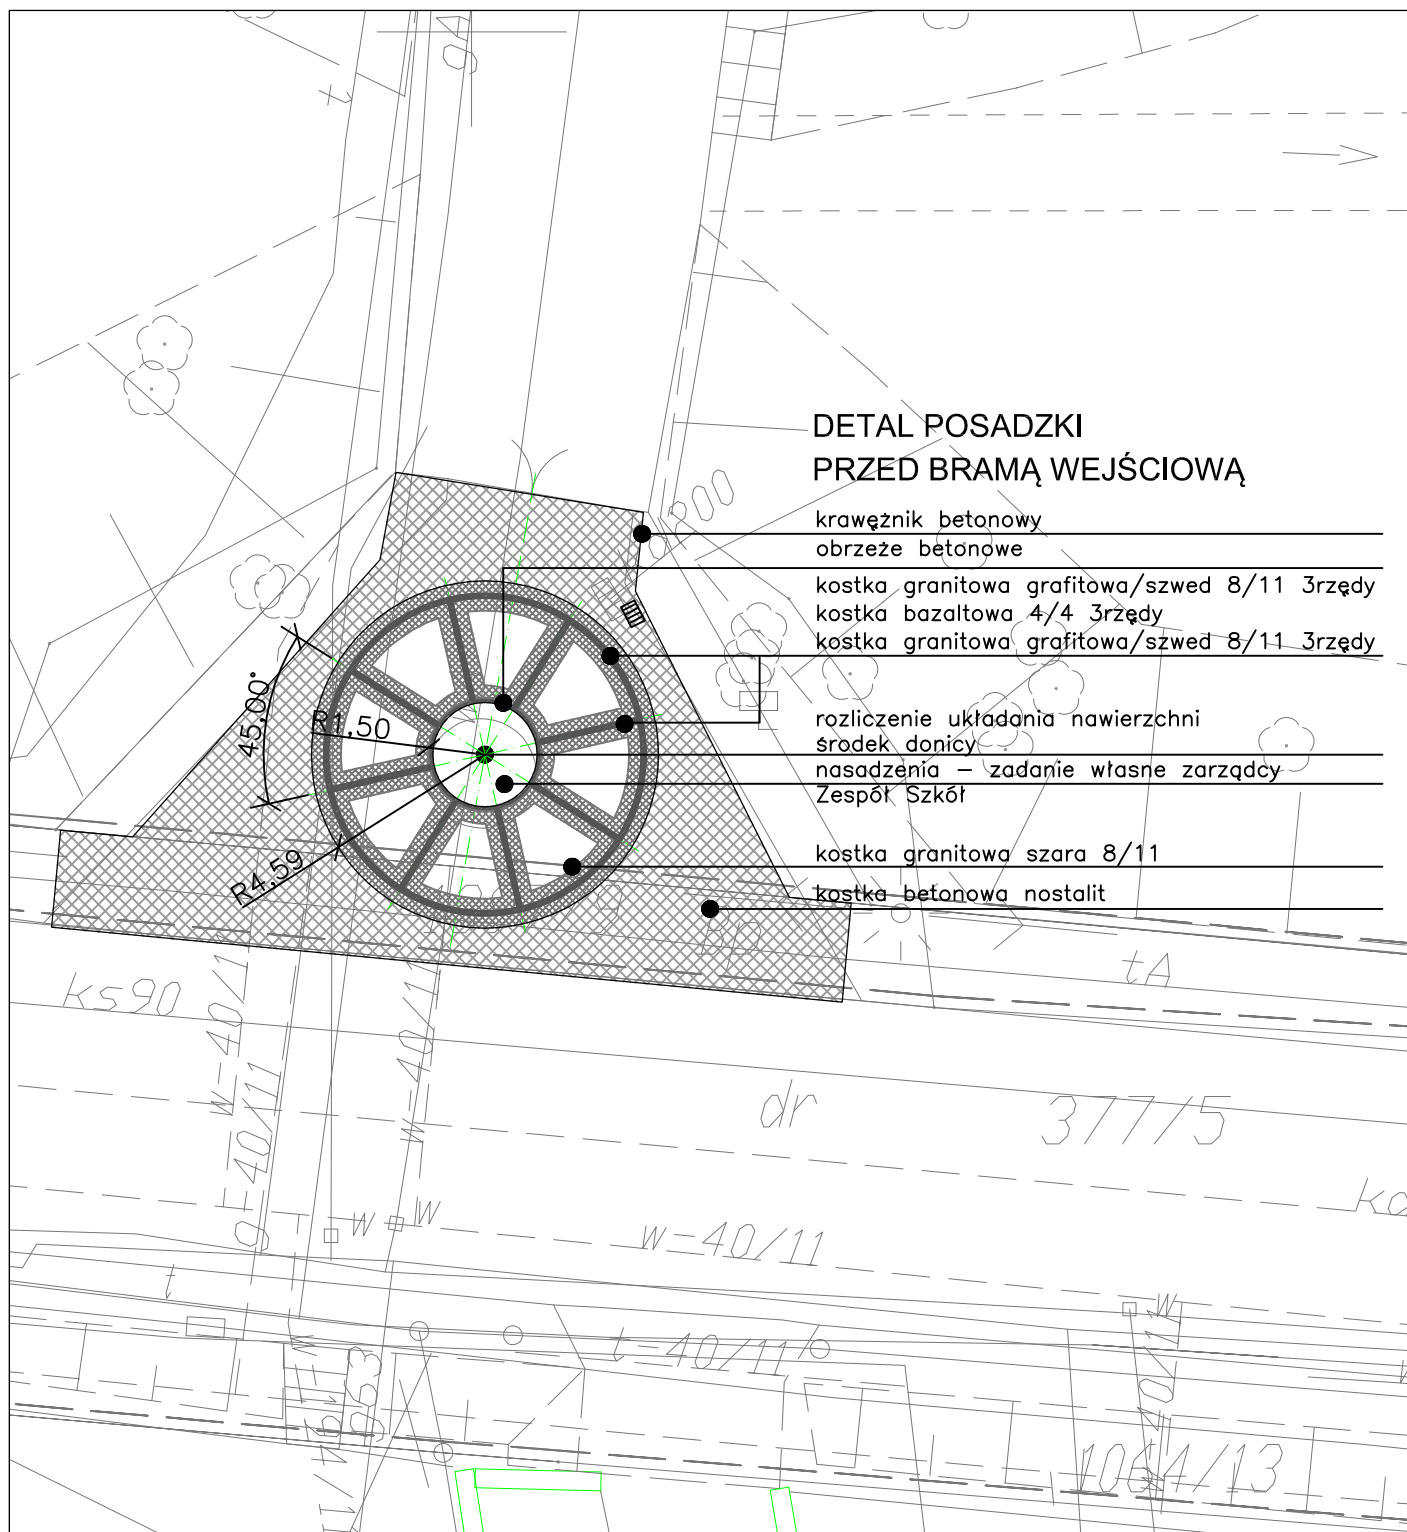 DETAL POSADZKI
PRZED BRAMĄ WEJŚCIOWĄ
krawężnik betonowy
obrzeże betonowe
kostka granitowa grafitowa/szwed 8/11 3rzędy
kostka bazaltowa 4/4 3rzędy
kostka granitowa grafitowa/szwed 8/11 3rzędy
rozliczenie układania nawierzchni
środek donicy
nasadzenia – zadanie własne zarządcy
Zespół Szkół
kostka granitowa szara 8/11
kostka betonowa nostalit
45,00°
R1,50
R4,59
t
ks90
tA
w-40/11
w-40/11
dr
377/5
W
W
w-40/11
t
t-40/11
W
1064/13